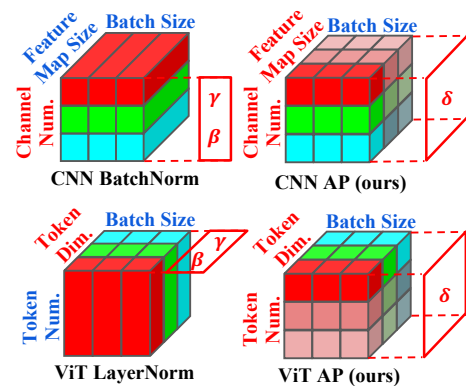 Feature
Map Size
Batch Size
Channel
Num.
γ
β
CNN BatchNorm
Feature
Map Size
Batch Size
Channel
Num.
δ
CNN AP (ours)
Token
Dim.
Batch Size
Token
Num.
γ
β
ViT LayerNorm
Token
Dim.
Batch Size
Token
Num.
δ
ViT AP (ours)